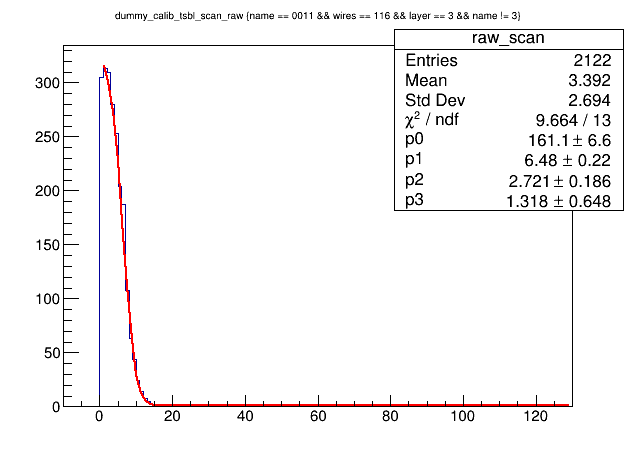 dummy_calib_tsbl_scan_raw {name == 0011 && wires == 116 && layer == 3 && name != 3}
raw_scan
Entries 2122
Mean 3.392
Std Dev 2.694
χ² / ndf 9.664 / 13
p0 161.1 ± 6.6
p1 6.48 ± 0.22
p2 2.721 ± 0.186
p3 1.318 ± 0.648
300
250
200
150
100
50
0
0 20 40 60 80 100 120